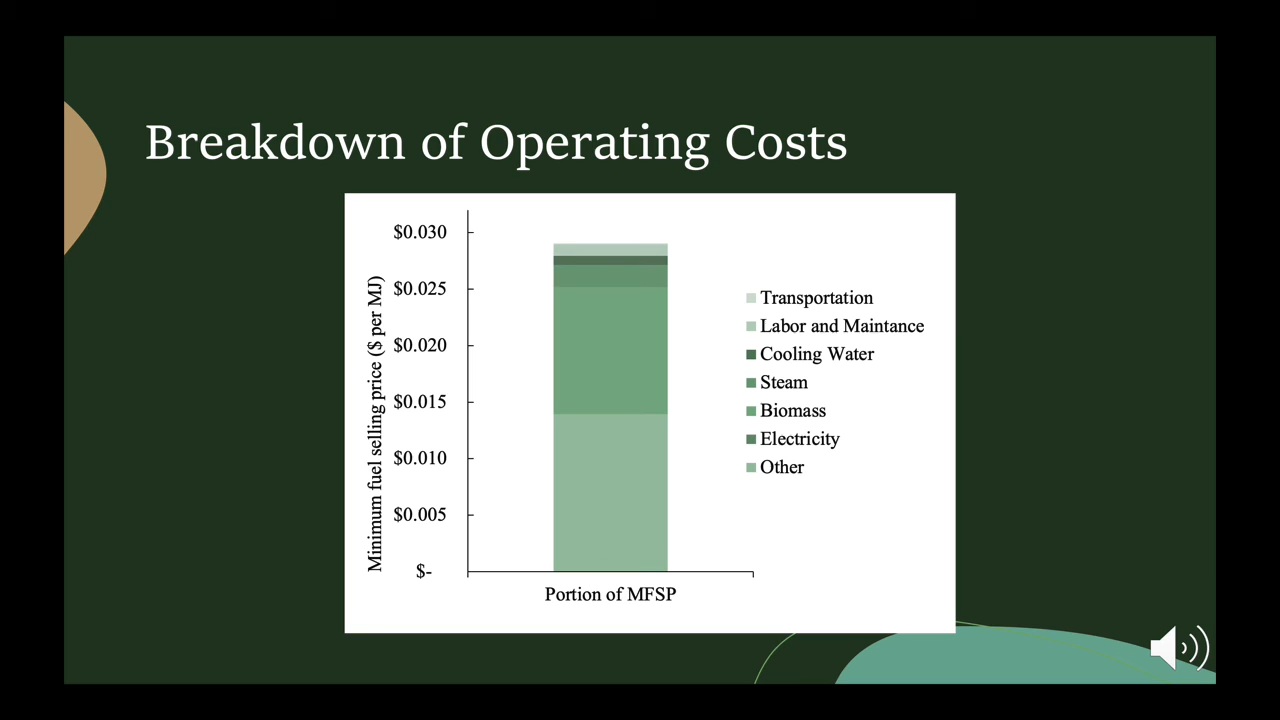 Breakdown of Operating Costs
Minimum fuel selling price ($ per MJ)
$0.030
$0.025
$0.020
$0.015
$0.010
$0.005
$-
Portion of MFSP
Transportation
Labor and Maintance
Cooling Water
Steam
Biomass
Electricity
Other